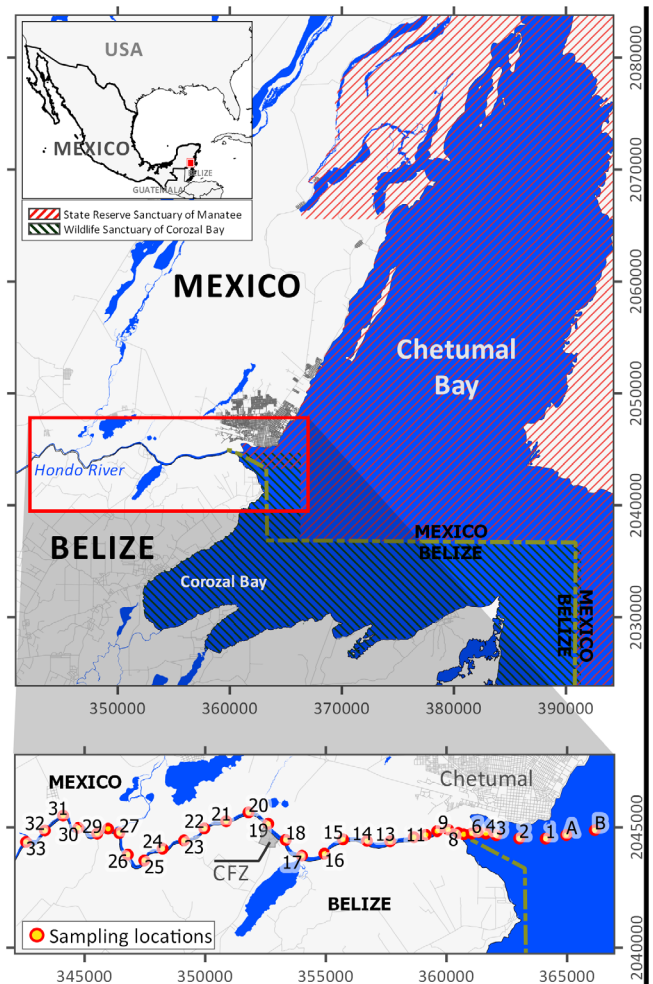 USA
MEXICO
BELIZE
GUATEMALA
State Reserve Sanctuary of Manatee
Wildlife Sanctuary of Corozal Bay
MEXICO
Chetumal
Bay
Hondo River
BELIZE
MEXICO
BELIZE
Corozal Bay
MEXICO
BELIZE
2080000
2070000
2060000
2050000
2040000
2030000
350000
360000
370000
380000
390000
MEXICO
Chetumal
33
32
31
30
29
27
26
25
24
23
22
21
20
19
18
17
16
15
14
13
11
9
8
6
4
3
2
1
A
B
CFZ
BELIZE
Sampling locations
2045000
2040000
345000
350000
355000
360000
365000